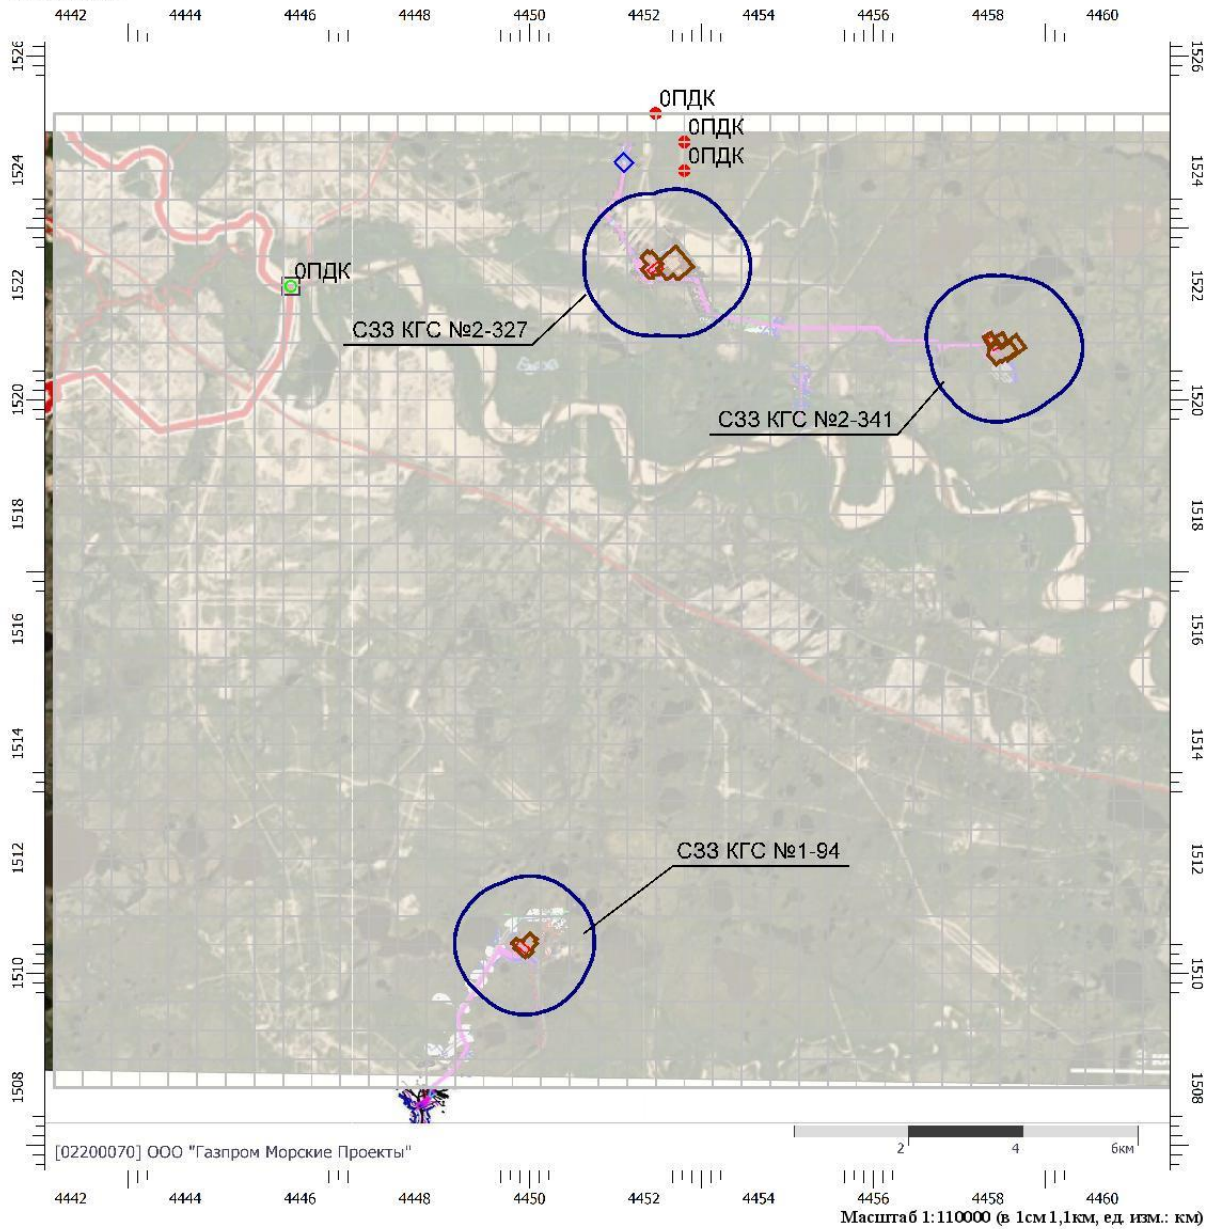 4442 4444 4446 4448 4450 4452 4454 4456 4458 4460
1526 1526
0ПДК
0ПДК
0ПДК
1524 1524
0ПДК
1522 1522
СЗЗ КГС №2-327
СЗЗ КГС №2-341
1520 1520
1518 1518
1516 1516
1514 1514
СЗЗ КГС №1-94
1512 1512
1510 1510
1508 1508
[02200070] ООО "Газпром Морские Проекты"
2 4 6км
4442 4444 4446 4448 4450 4452 4454 4456 4458 4460
Масштаб 1:110000 (в 1см 1,1км, ед. изм.: км)